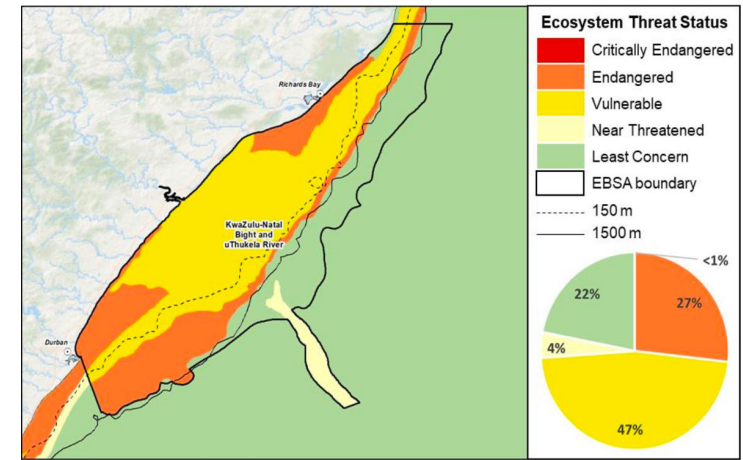 Richards Bay
KwaZulu-Natal
Bight and
uThukela River
Durban
Ecosystem Threat Status
Critically Endangered
Endangered
Vulnerable
Near Threatened
Least Concern
EBSA boundary
150 m
1500 m
<1%
22%
27%
4%
47%